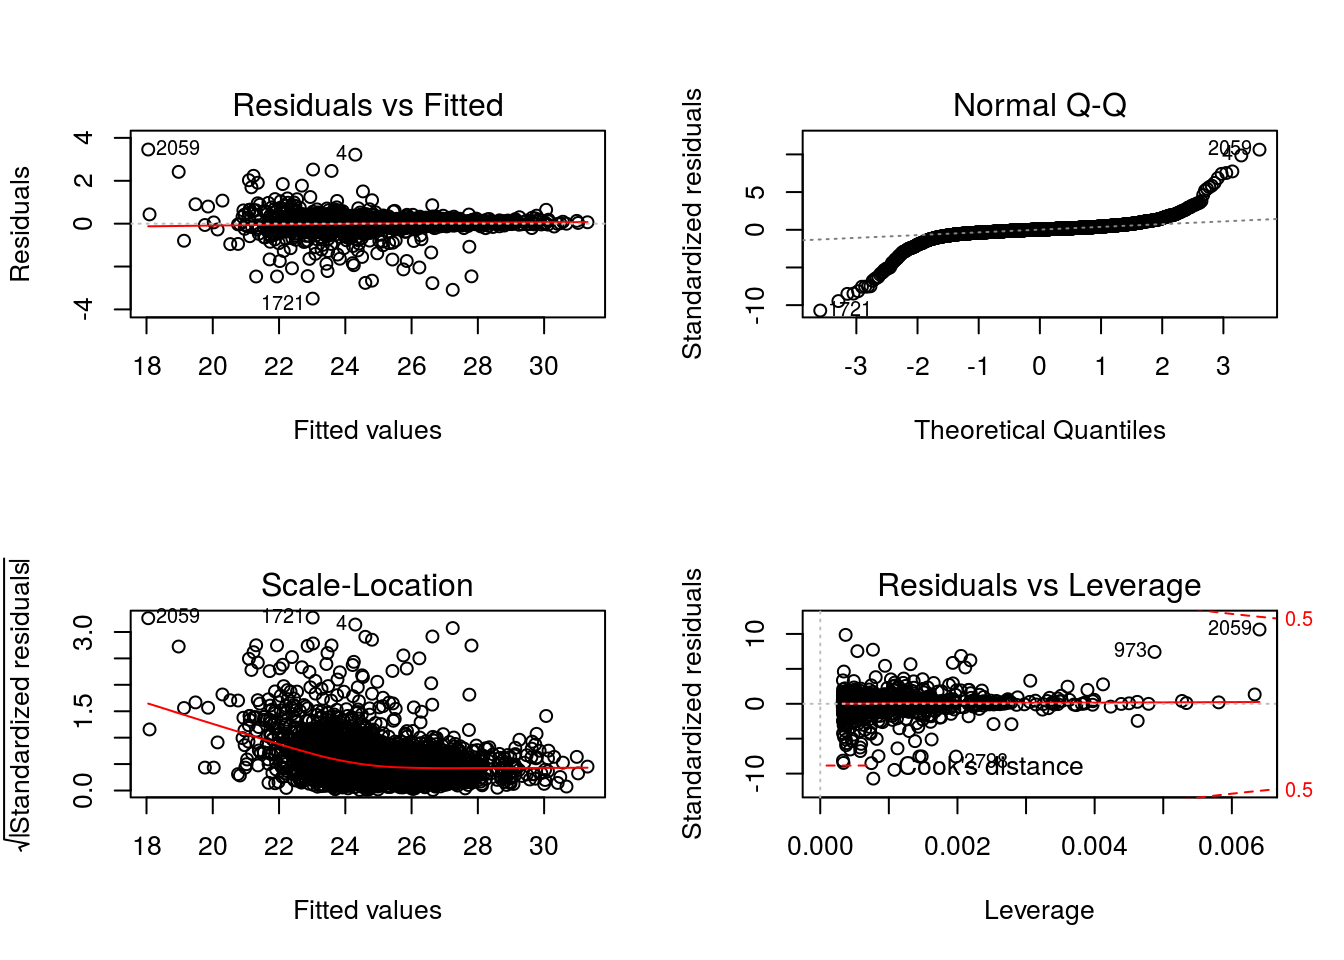 Residuals vs Fitted
Residuals
4
2
0
-4
2059
4
1721
18 20 22 24 26 28 30
Fitted values
Normal Q-Q
Standardized residuals
5
0
-10
2059
4
1721
-3 -2 -1 0 1 2 3
Theoretical Quantiles
Scale-Location
√|Standardized residuals|
3.0
1.5
0.0
2059
1721
4
18 20 22 24 26 28 30
Fitted values
Residuals vs Leverage
Standardized residuals
10
0
-10
0.5
2059
973
2798
Cook's distance
0.5
0.000 0.002 0.004 0.006
Leverage